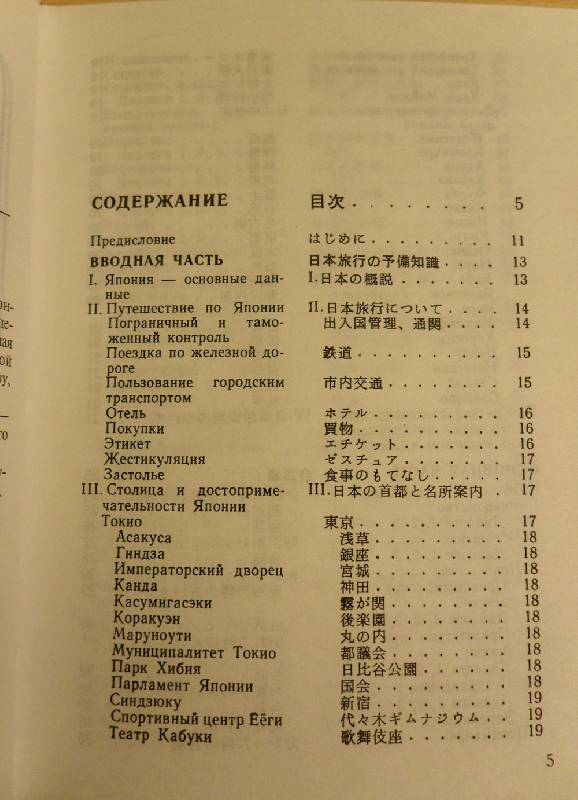 СОДЕРЖАНИЕ 目次 . . . . . . . . 5
Предисловие はじめに . . . . . . . . . 11
ВВОДНАЯ ЧАСТЬ 日本旅行の予備知識 . . . . 13
I. Япония — основные дан- I.日本の概説 . . . . . . . 13
ные
II. Путешествие по Японии II.日本旅行について . . . . 14
Пограничный и тамо- 出入国管理、通関 . . . . 14
женный контроль
Поездка по железной до- 鉄道 . . . . . . . . . . 15
роге
Пользование городским 市内交通 . . . . . . . . 15
транспортом
Отель ホテル . . . . . . . . . 16
Покупки 買物 . . . . . . . . . . 16
Этикет エチケット . . . . . . . 16
Жестикуляция ゼスチュア . . . . . . . 17
Застолье 食事のもてなし . . . . . 17
III. Столица и достоприме- III.日本の首都と名所案内 . 17
чательности Японии
Токио 東京 . . . . . . . . . . 17
Асакуса 浅草 . . . . . . . . . 18
Гиндза 銀座 . . . . . . . . . 18
Императорский дворец 宮城 . . . . . . . . . 18
Канда 神田 . . . . . . . . . 18
Касумигасэки 霧が関 . . . . . . . . 18
Коракуэн 後楽園 . . . . . . . . 18
Маруноути 丸の内 . . . . . . . . 18
Муниципалитет Токио 都議会 . . . . . . . . 18
Парк Хибия 日比谷公園 . . . . . . 18
Парламент Японии 国会 . . . . . . . . . 18
Синдзюку 新宿 . . . . . . . . . 19
Спортивный центр Ёёги 代々木ギムナジウム . . 19
Театр Кабуки 歌舞伎座 . . . . . . . 19
5